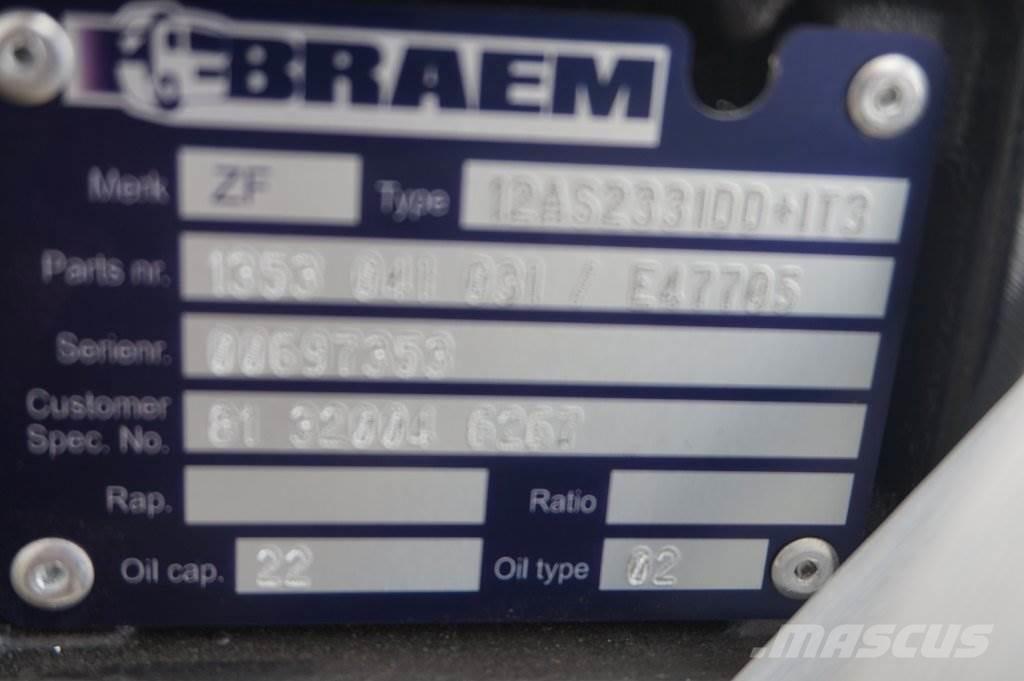 BRAEM
Merk ZF Type 12AS2331DD+IT3
Parts nr. 1353 041 031 / E47705
Serienr. 00697353
Customer Spec. No. 81 32004 6267
Rap. Ratio
Oil cap. 22 Oil type 02
MASCUS